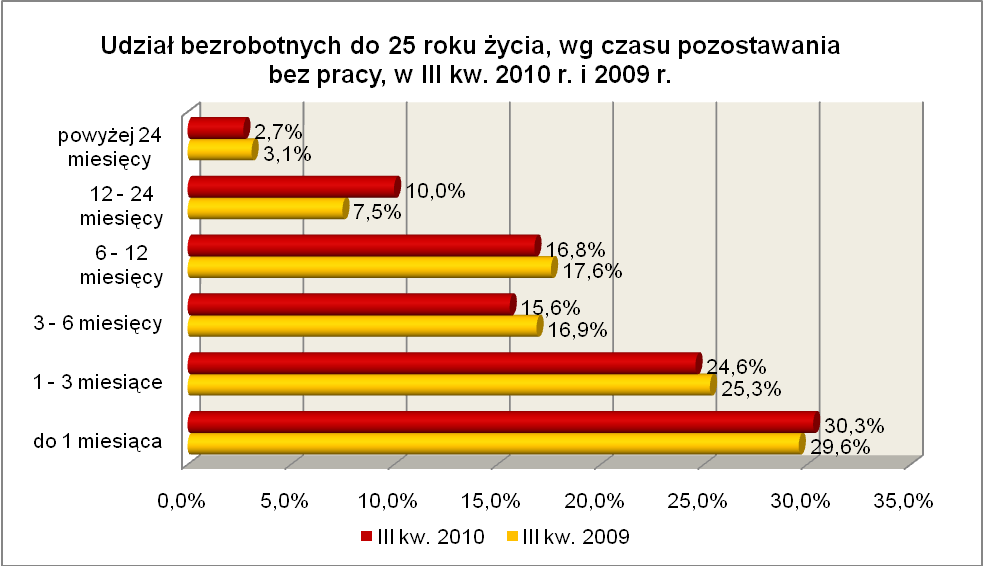 Udział bezrobotnych do 25 roku życia, wg czasu pozostawania
bez pracy, w III kw. 2010 r. i 2009 r.
powyżej 24
miesięcy
2,7%
3,1%
12 - 24
miesięcy
10,0%
7,5%
6 - 12
miesięcy
16,8%
17,6%
3 - 6 miesięcy
15,6%
16,9%
1 - 3 miesiące
24,6%
25,3%
do 1 miesiąca
30,3%
29,6%
0,0% 5,0% 10,0% 15,0% 20,0% 25,0% 30,0% 35,0%
III kw. 2010 III kw. 2009